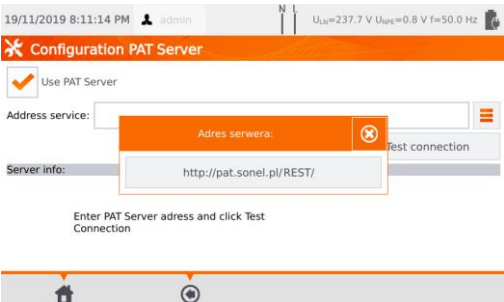 19/11/2019 8:11:14 PM admin N L U_LN=237.7 V U_NPE=0.8 V f=50.0 Hz
Configuration PAT Server
Use PAT Server
Address service:
Adres serwera:
Test connection
http://pat.sonel.pl/REST/
Server info:
Enter PAT Server adress and click Test
Connection